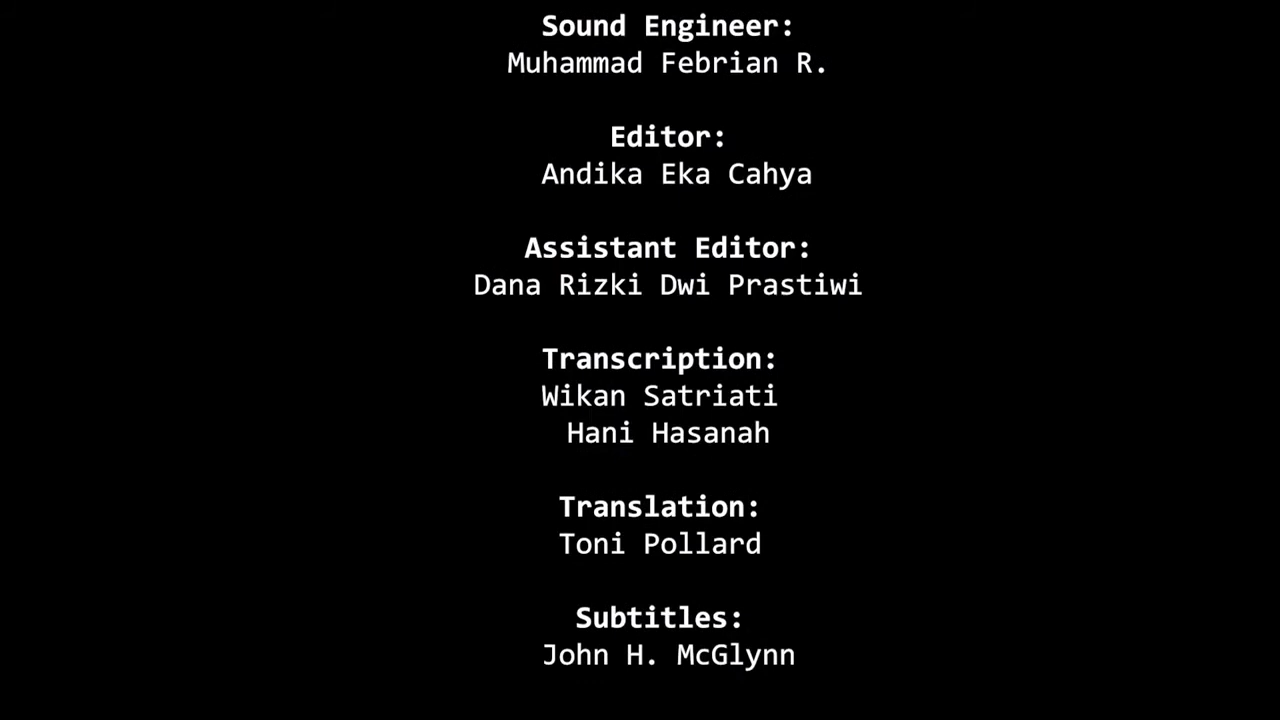 Sound Engineer:
Muhammad Febrian R.
Editor:
Andika Eka Cahya
Assistant Editor:
Dana Rizki Dwi Prastiwi
Transcription:
Wikan Satriati
Hani Hasanah
Translation:
Toni Pollard
Subtitles:
John H. McGlynn